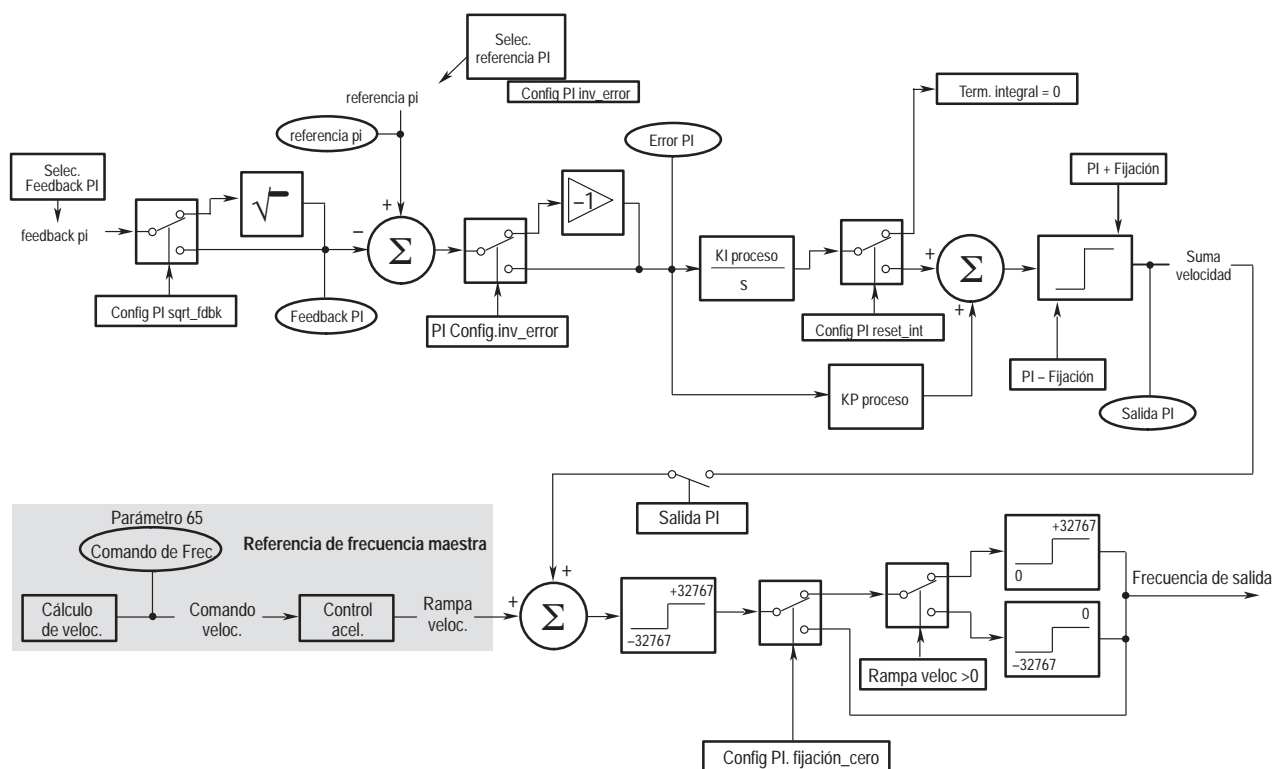 Selec.
referencia PI
Config PI inv_error
referencia pi
referencia pi
Error PI
Term. integral = 0
PI + Fijación
Selec.
Feedback PI
feedback pi
√
–1
+
–
Σ
KI proceso
s
+
+
Σ
Suma
velocidad
Config PI sqrt_fdbk
Feedback PI
PI Config.inv_error
Config PI reset_int
KP proceso
PI – Fijación
Salida PI
Salida PI
Parámetro 65
Comando de Frec.
Referencia de frecuencia maestra
Cálculo
de veloc.
Comando
veloc.
Control
acel.
Rampa
veloc.
+
+
Σ
+32767
–32767
+32767
0
0
–32767
Frecuencia de salida
Rampa veloc >0
Config PI. fijación_cero